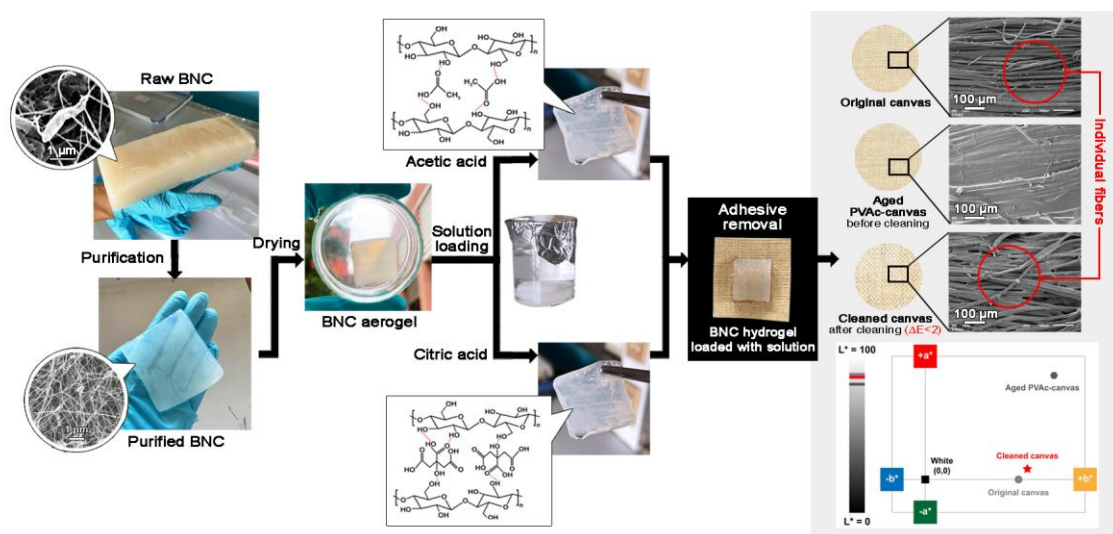 Raw BNC
1 µm
Purification
1 µm
Purified BNC
Drying
BNC aerogel
Solution
loading
Acetic acid
Citric acid
Adhesive
removal
BNC hydrogel
loaded with solution
Original canvas
100 µm
Aged
PVAc-canvas
before cleaning
100 µm
Cleaned canvas
after cleaning (ΔE<2)
100 µm
Individual fibers
L* = 100
L* = 0
+a*
-b*
+b*
-a*
White
(0,0)
Aged PVAc-canvas
Cleaned canvas
Original canvas